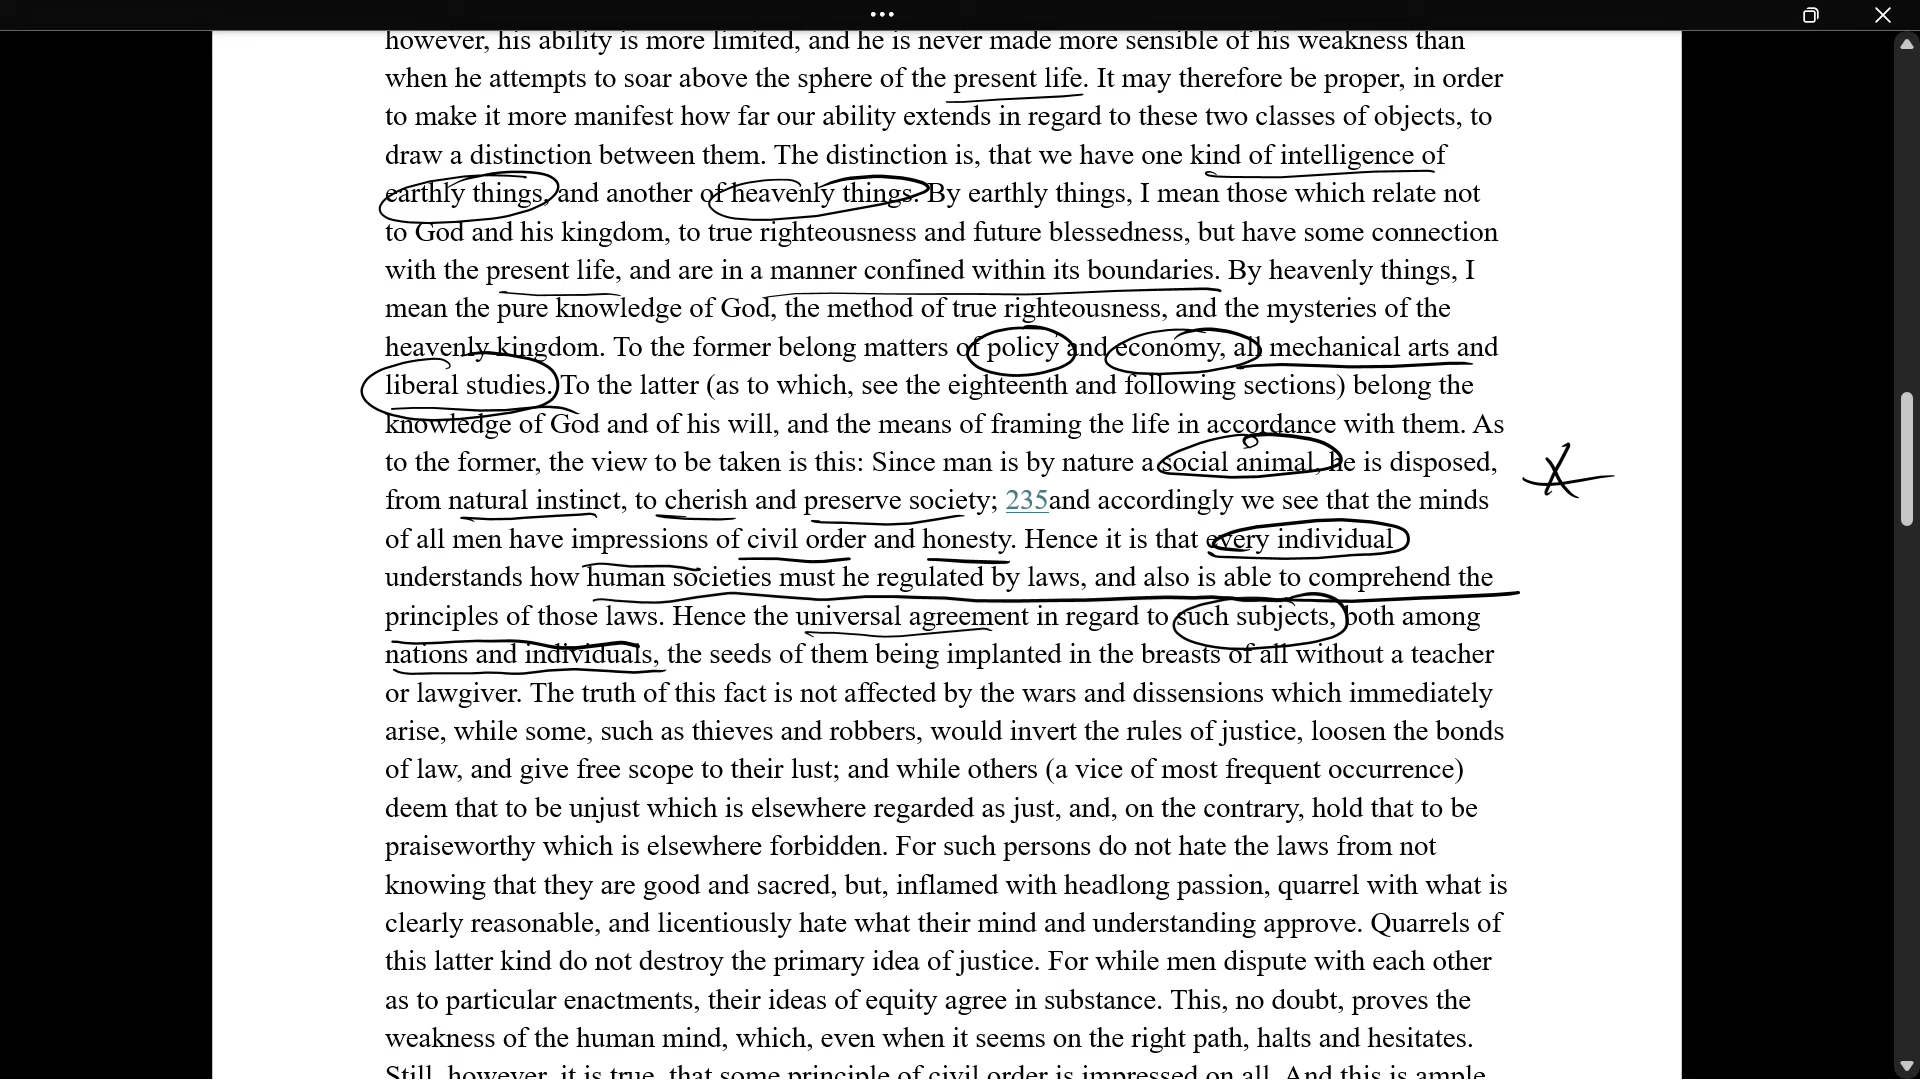 however, his ability is more limited, and he is never made more sensible of his weakness than
when he attempts to soar above the sphere of the present life. It may therefore be proper, in order
to make it more manifest how far our ability extends in regard to these two classes of objects, to
draw a distinction between them. The distinction is, that we have one kind of intelligence of
earthly things, and another of heavenly things. By earthly things, I mean those which relate not
to God and his kingdom, to true righteousness and future blessedness, but have some connection
with the present life, and are in a manner confined within its boundaries. By heavenly things, I
mean the pure knowledge of God, the method of true righteousness, and the mysteries of the
heavenly kingdom. To the former belong matters of policy and economy, all mechanical arts and
liberal studies. To the latter (as to which, see the eighteenth and following sections) belong the
knowledge of God and of his will, and the means of framing the life in accordance with them. As
to the former, the view to be taken is this: Since man is by nature a social animal, he is disposed,
from natural instinct, to cherish and preserve society; 235and accordingly we see that the minds
of all men have impressions of civil order and honesty. Hence it is that every individual
understands how human societies must he regulated by laws, and also is able to comprehend the
principles of those laws. Hence the universal agreement in regard to such subjects, both among
nations and individuals, the seeds of them being implanted in the breasts of all without a teacher
or lawgiver. The truth of this fact is not affected by the wars and dissensions which immediately
arise, while some, such as thieves and robbers, would invert the rules of justice, loosen the bonds
of law, and give free scope to their lust; and while others (a vice of most frequent occurrence)
deem that to be unjust which is elsewhere regarded as just, and, on the contrary, hold that to be
praiseworthy which is elsewhere forbidden. For such persons do not hate the laws from not
knowing that they are good and sacred, but, inflamed with headlong passion, quarrel with what is
clearly reasonable, and licentiously hate what their mind and understanding approve. Quarrels of
this latter kind do not destroy the primary idea of justice. For while men dispute with each other
as to particular enactments, their ideas of equity agree in substance. This, no doubt, proves the
weakness of the human mind, which, even when it seems on the right path, halts and hesitates.
Still, however, it is true, that some principle of civil order is impressed on all. And this is ample